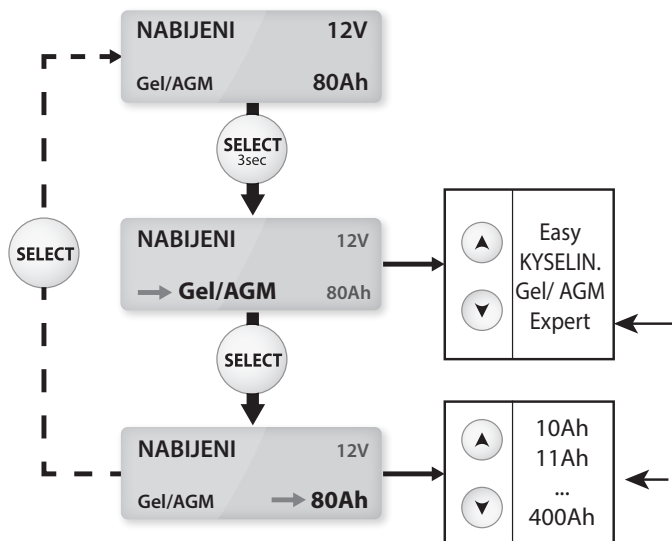 NABIJENI 12V
Gel/AGM 80Ah
SELECT
3sec
NABIJENI 12V
Gel/AGM 80Ah
Easy
KYSELIN.
Gel/ AGM
Expert
SELECT
SELECT
NABIJENI 12V
Gel/AGM 80Ah
10Ah
11Ah
...
400Ah